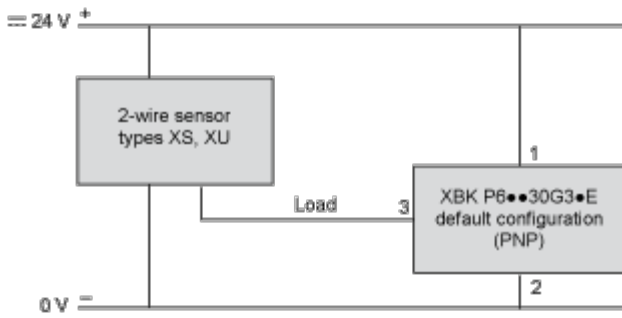 24 V +
2-wire sensor
types XS, XU
1
Load
3
XBK P6●●30G3●E
default configuration
(PNP)
2
0 V −